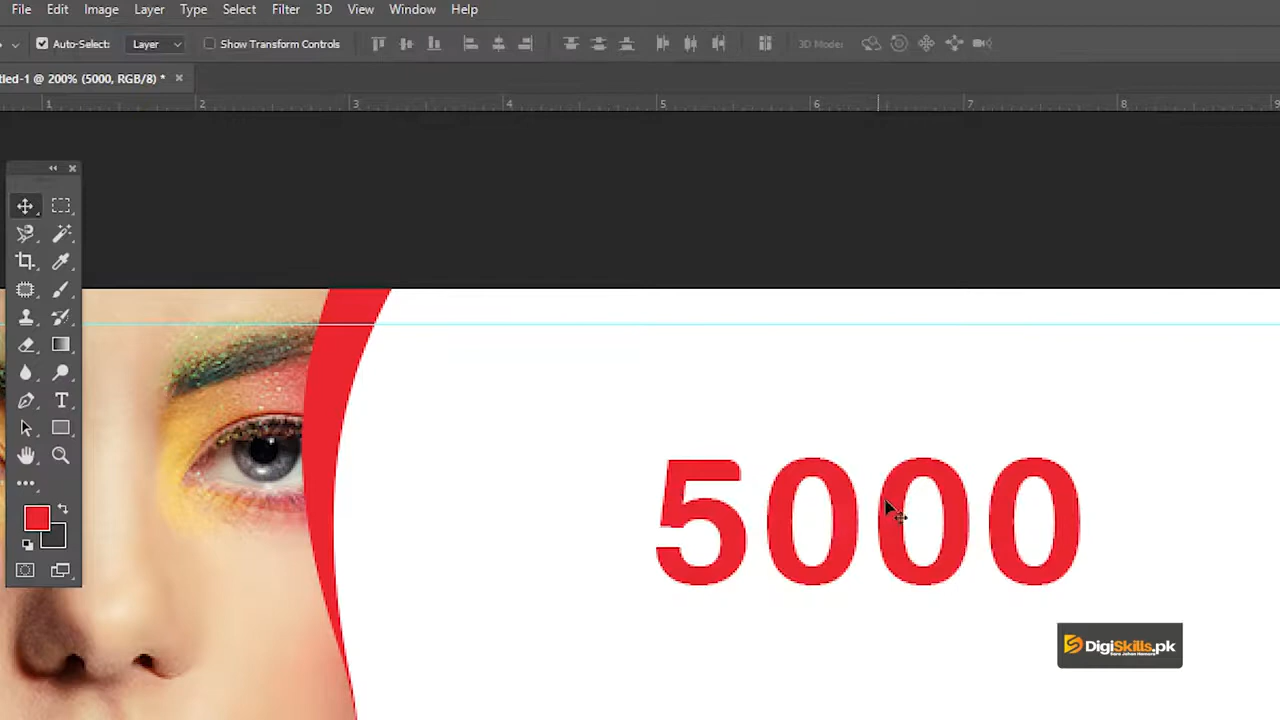 File Edit Image Layer Type Select Filter 3D View Window Help
Auto-Select: Layer Show Transform Controls 3D Mode:
tled-1 @ 200% (5000, RGB/8) *
1 2 3 4 5 6 7 8 9
T
5000
DigiSkills.pk